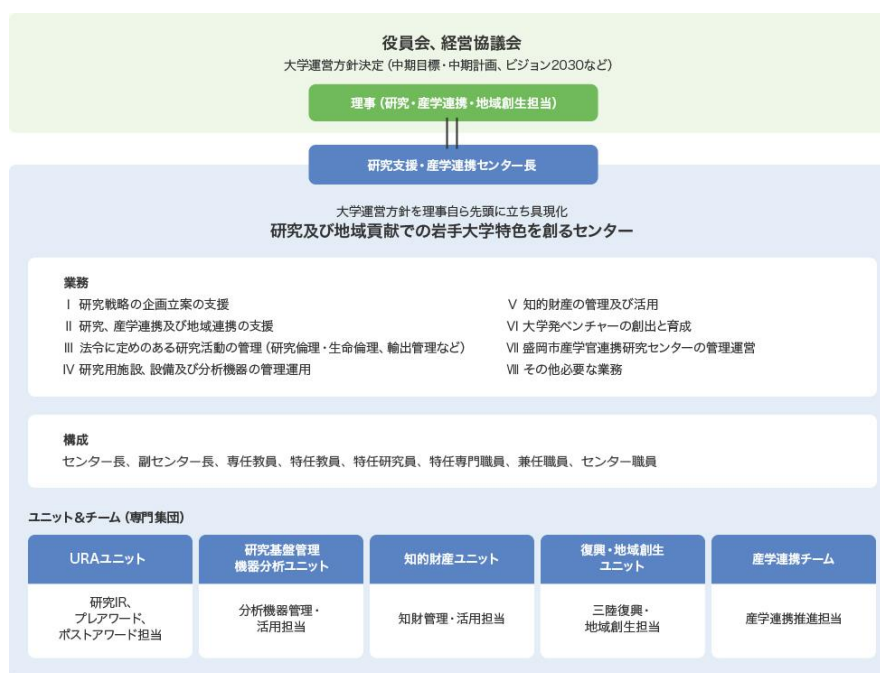 役員会、経営協議会
大学運営方針決定（中期目標・中期計画、ビジョン2030など）
理事（研究・産学連携・地域創生担当）
研究支援・産学連携センター長
大学運営方針を理事自ら先頭に立ち具現化
研究及び地域貢献での岩手大学特色を創るセンター
業務
Ⅰ 研究戦略の企画立案の支援
Ⅱ 研究、産学連携及び地域連携の支援
Ⅲ 法令に定めのある研究活動の管理（研究倫理・生命倫理、輸出管理など）
Ⅳ 研究用施設、設備及び分析機器の管理運用
Ⅴ 知的財産の管理及び活用
Ⅵ 大学発ベンチャーの創出と育成
Ⅶ 盛岡市産学官連携研究センターの管理運営
Ⅷ その他必要な業務
構成
センター長、副センター長、専任教員、特任教員、特任研究員、特任専門職員、兼任職員、センター職員
ユニット＆チーム（専門集団）
URAユニット
研究IR、
プレアワード、
ポストアワード担当
研究基盤管理
機器分析ユニット
分析機器管理・
活用担当
知的財産ユニット
知財管理・活用担当
復興・地域創生
ユニット
三陸復興・
地域創生担当
産学連携チーム
産学連携推進担当